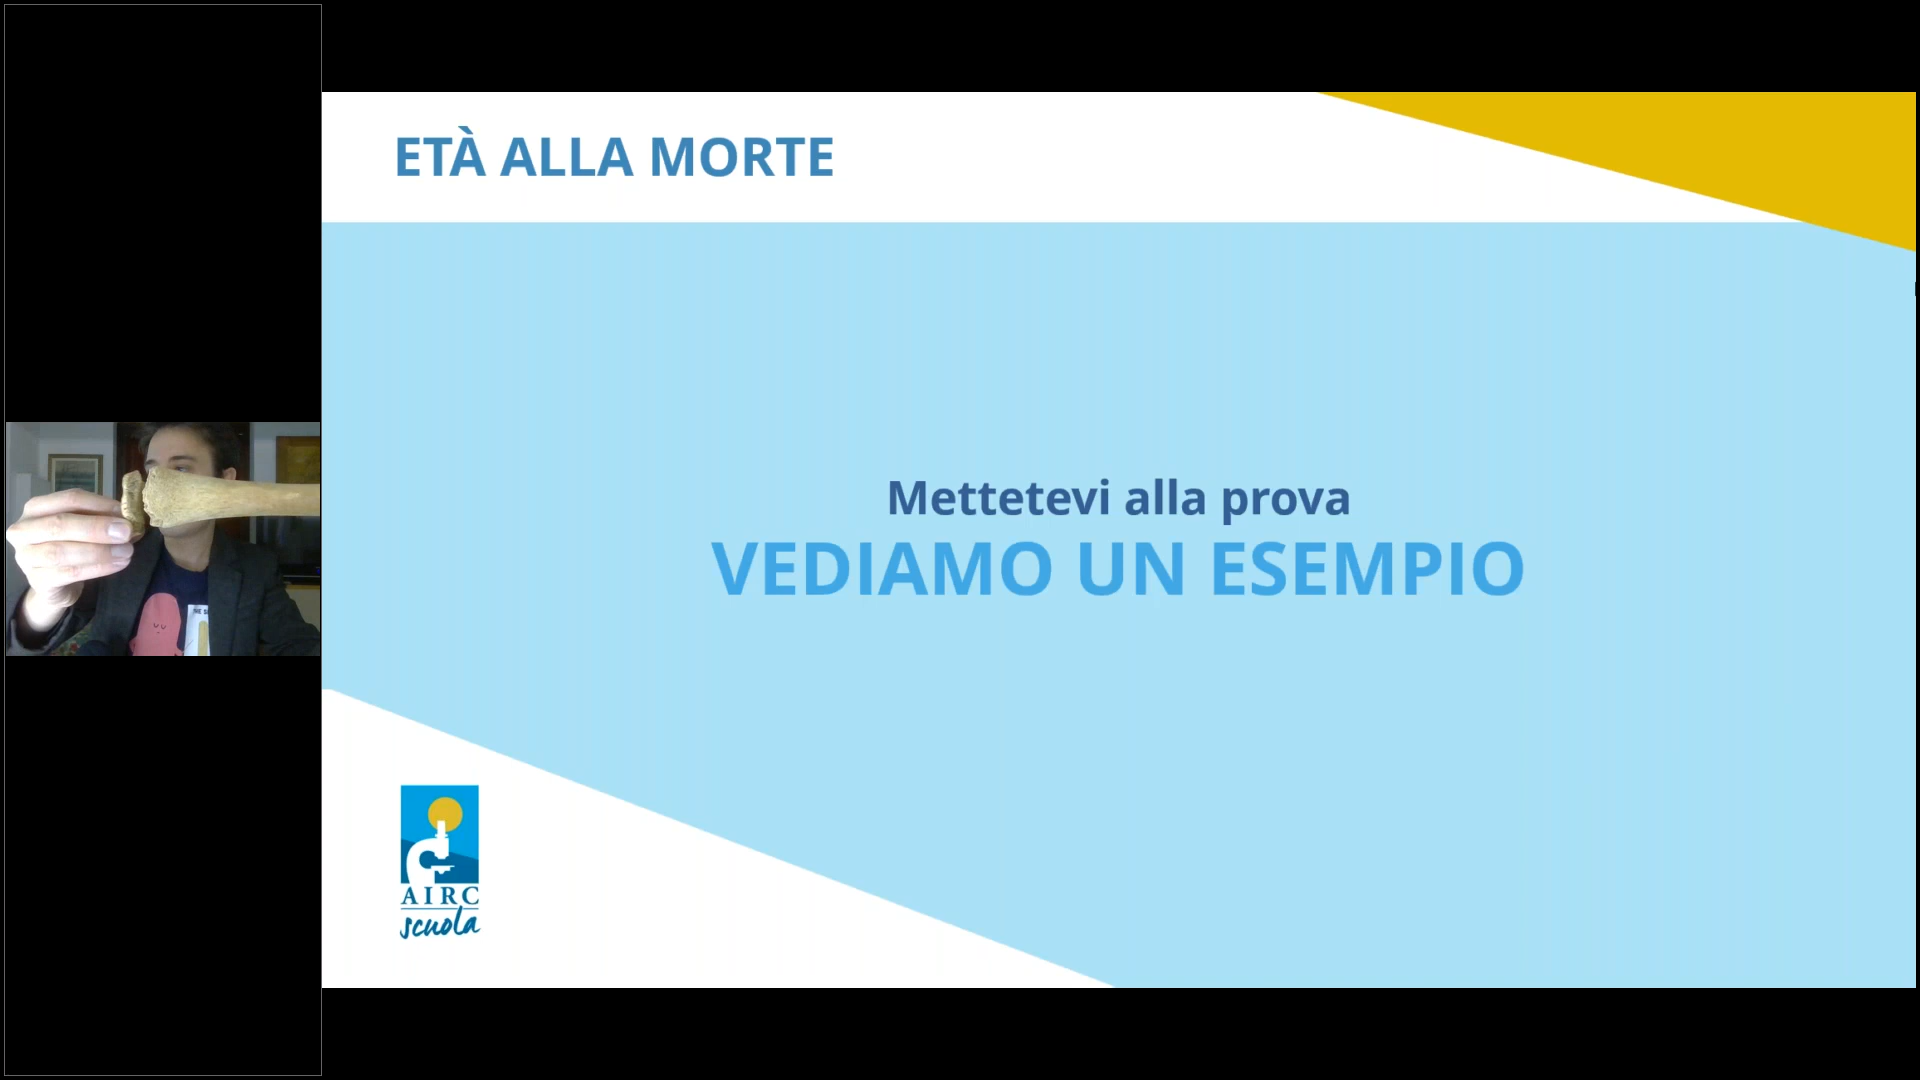 ETÀ ALLA MORTE
Mettetevi alla prova
VEDIAMO UN ESEMPIO
AIRC
scuola